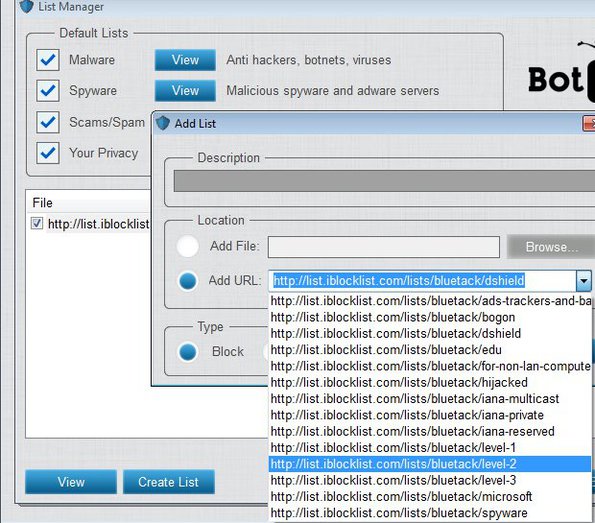 List Manager
Default Lists
Malware View Anti hackers, botnets, viruses
Spyware View Malicious spyware and adware servers
Scams/Spam
Your Privacy
Bot
Add List
Description
File
http://list.iblocklist
Location
Add File: Browse...
Add URL: http://list.iblocklist.com/lists/bluetack/dshield
http://list.iblocklist.com/lists/bluetack/ads-trackers-and-ba
http://list.iblocklist.com/lists/bluetack/bogon
http://list.iblocklist.com/lists/bluetack/dshield
http://list.iblocklist.com/lists/bluetack/edu
http://list.iblocklist.com/lists/bluetack/for-non-lan-compute
http://list.iblocklist.com/lists/bluetack/hijacked
http://list.iblocklist.com/lists/bluetack/iana-multicast
http://list.iblocklist.com/lists/bluetack/iana-private
http://list.iblocklist.com/lists/bluetack/iana-reserved
http://list.iblocklist.com/lists/bluetack/level-1
http://list.iblocklist.com/lists/bluetack/level-2
http://list.iblocklist.com/lists/bluetack/level-3
http://list.iblocklist.com/lists/bluetack/microsoft
http://list.iblocklist.com/lists/bluetack/spyware
Type
Block
View Create List